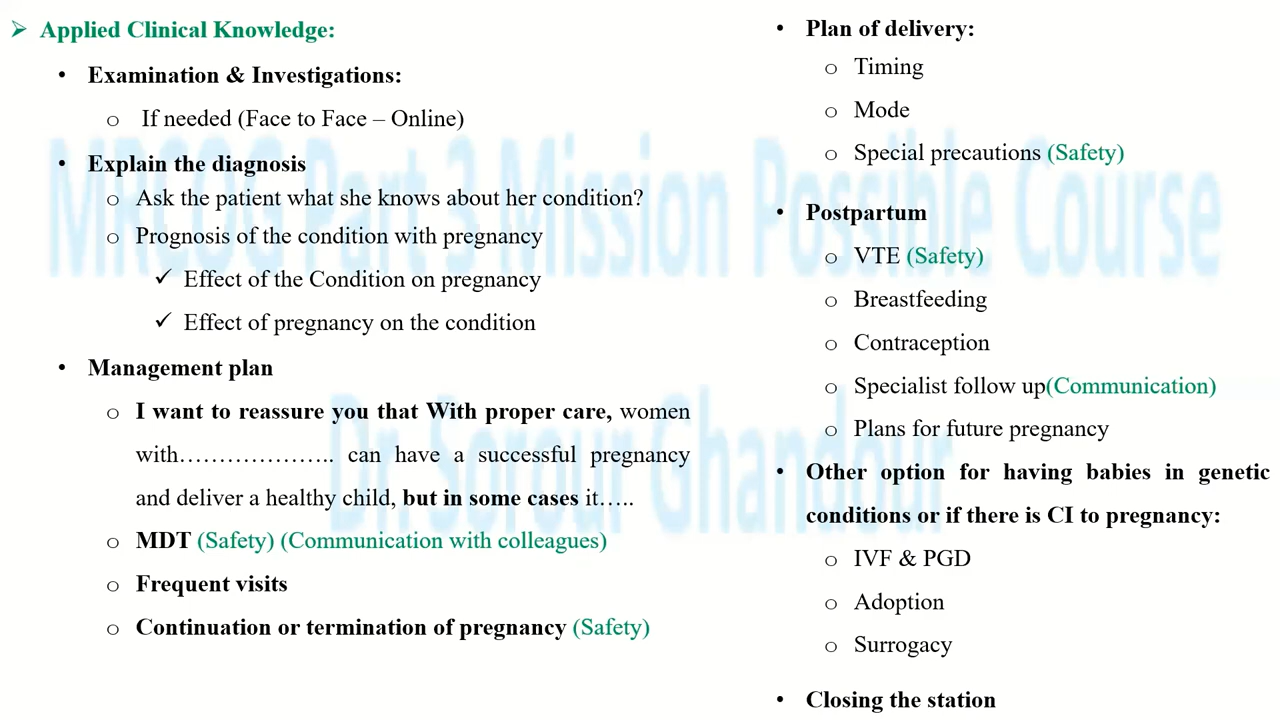 ➢ Applied Clinical Knowledge:
• Examination & Investigations:
o If needed (Face to Face – Online)
• Explain the diagnosis
o Ask the patient what she knows about her condition?
o Prognosis of the condition with pregnancy
✓ Effect of the Condition on pregnancy
✓ Effect of pregnancy on the condition
• Management plan
o I want to reassure you that With proper care, women
with……………….. can have a successful pregnancy
and deliver a healthy child, but in some cases it…..
o MDT (Safety) (Communication with colleagues)
o Frequent visits
o Continuation or termination of pregnancy (Safety)
• Plan of delivery:
o Timing
o Mode
o Special precautions (Safety)
• Postpartum
o VTE (Safety)
o Breastfeeding
o Contraception
o Specialist follow up(Communication)
o Plans for future pregnancy
• Other option for having babies in genetic
conditions or if there is CI to pregnancy:
o IVF & PGD
o Adoption
o Surrogacy
• Closing the station
MRCOG Part 3 Mission Possible Course
Dr. Sorour Ghandour